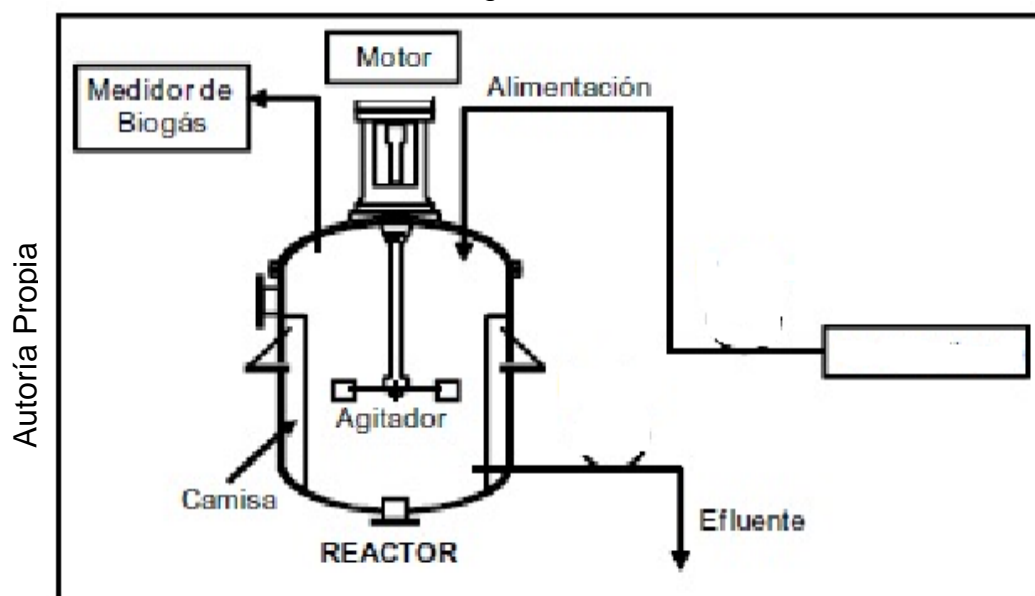 Motor
Medidor de
Biogás
Alimentación
Autoría Propia
Agitador
Camisa
Efluente
REACTOR